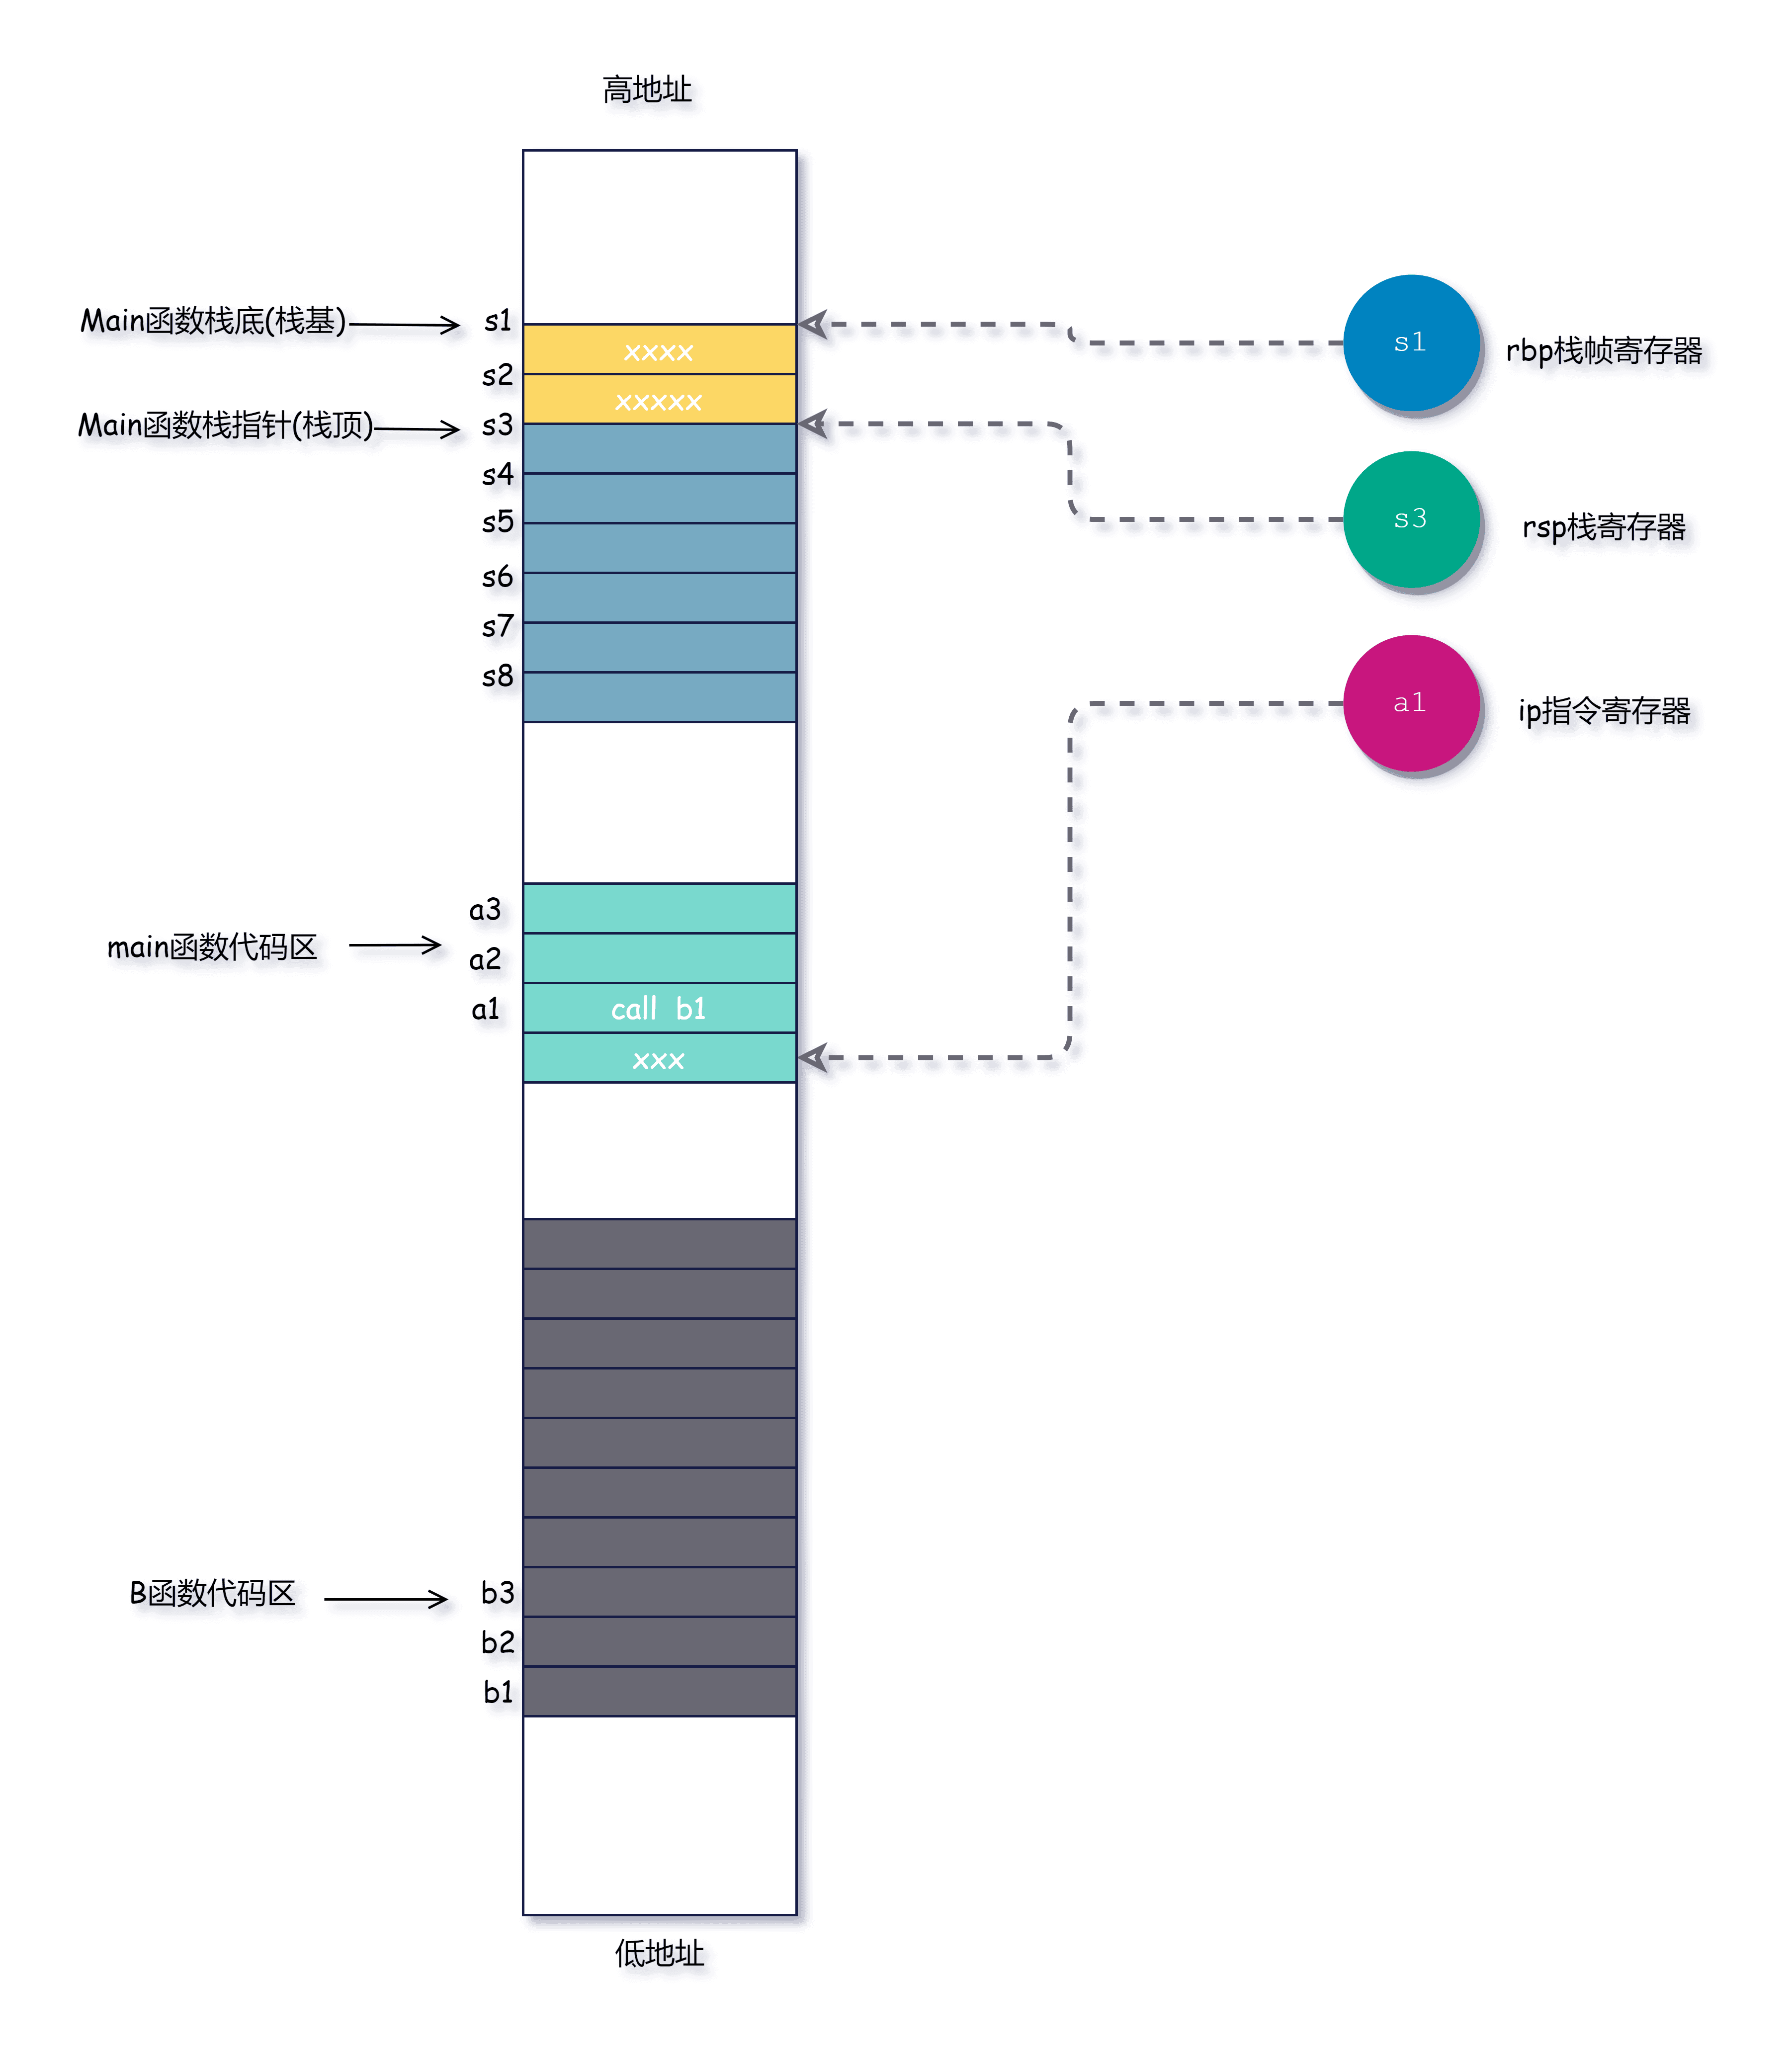 高地址
Main函数栈底(栈基)
s1
xxxx
s1
rbp栈帧寄存器
s2
xxxxx
Main函数栈指针(栈顶)
s3
s4
s5
s3
rsp栈寄存器
s6
s7
s8
a1
ip指令寄存器
a3
main函数代码区
a2
a1
call b1
xxx
B函数代码区
b3
b2
b1
低地址